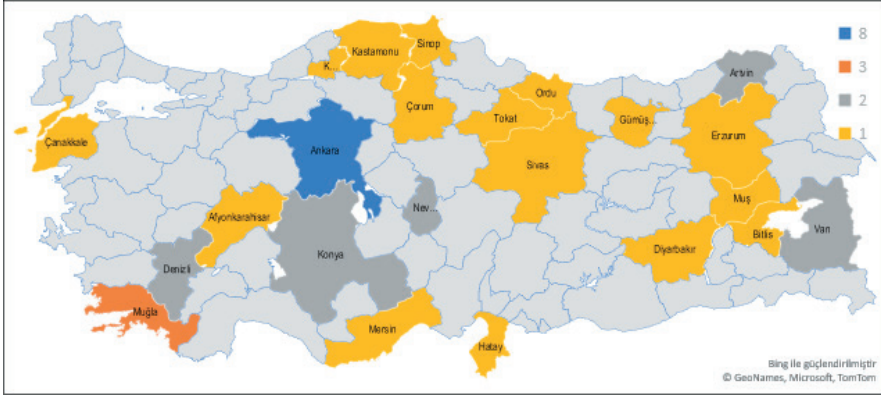 8
3
2
1
Sinop
Kastamonu
K...
Artvin
Ordu
Çorum
Tokat
Gümüş...
Erzurum
Çanakkale
Ankara
Sivas
Muş
Nev...
Afyonkarahisar
Van
Bitlis
Diyarbakır
Konya
Denizli
Muğla
Mersin
Hatay
Bing ile güçlendirilmiştir
© GeoNames, Microsoft, TomTom